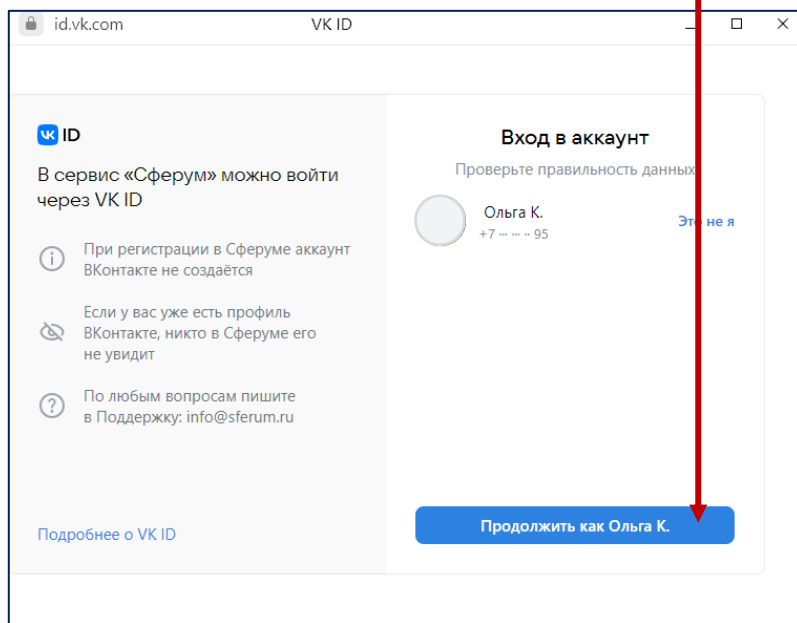 id.vk.com VK ID
VK ID
В сервис «Сферум» можно войти
через VK ID
При регистрации в Сферуме аккаунт
ВКонтакте не создаётся
Если у вас уже есть профиль
ВКонтакте, никто в Сферуме его
не увидит
По любым вопросам пишите
в Поддержку: info@sferum.ru
Подробнее о VK ID
Вход в аккаунт
Проверьте правильность данных
Ольга К.
Это не я
+7 ··· ··· ·· 95
Продолжить как Ольга К.